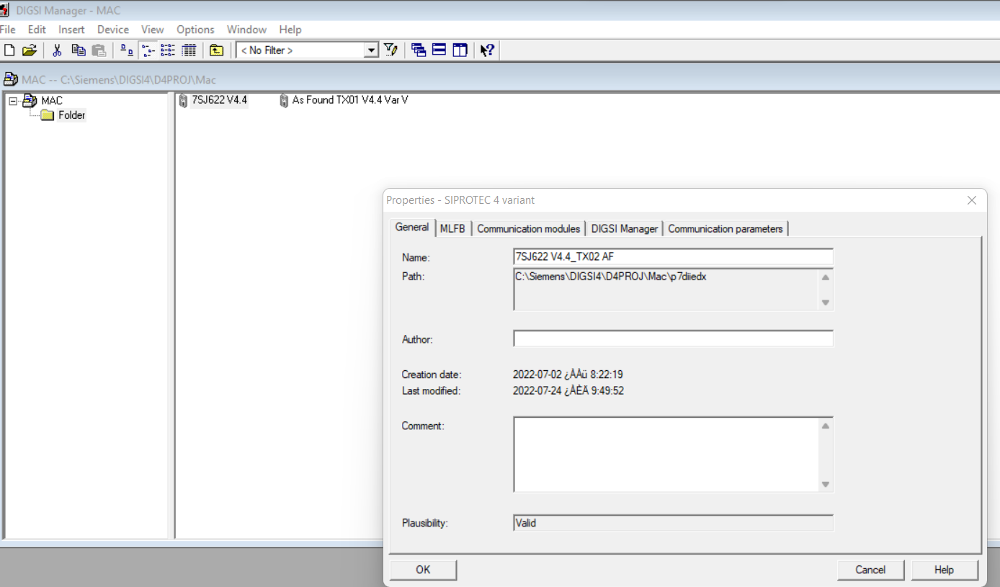 DIGSI Manager - MAC
File Edit Insert Device View Options Window Help
< No Filter >
MAC -- C:\Siemens\DIGSI4\D4PROJ\Mac
MAC
Folder
7SJ622 V4.4
As Found TX01 V4.4 Var V
Properties - SIPROTEC 4 variant
General MLFB Communication modules DIGSI Manager Communication parameters
Name: 7SJ622 V4.4_TX02 AF
Path: C:\Siemens\DIGSI4\D4PROJ\Mac\p7diiedx
Author:
Creation date: 2022-07-02 ¿ÀÀü 8:22:19
Last modified: 2022-07-24 ¿ÀÈÄ 9:49:52
Comment:
Plausibility: Valid
OK Cancel Help